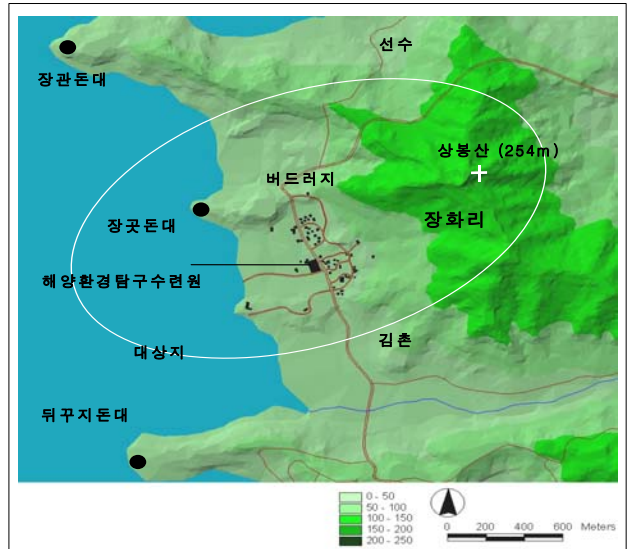 선수
장관돈대
상봉산 (254m)
버드러지
장곳돈대
장화리
해양환경탐구수련원
김촌
대상지
뒤꾸지돈대
0 - 50
50 - 100
100 - 150
150 - 200
200 - 250
0 200 400 600 Meters